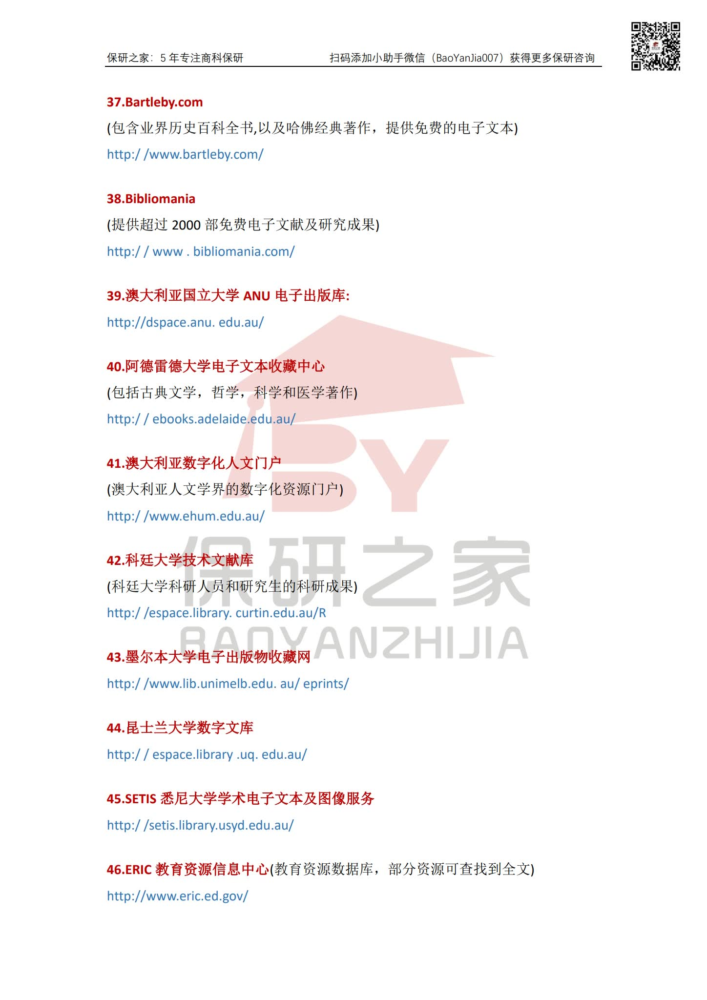 保研之家：5 年专注商科保研
扫码添加小助手微信（BaoYanJia007）获得更多保研咨询
37.Bartleby.com
(包含业界历史百科全书,以及哈佛经典著作，提供免费的电子文本)
http:/ /www.bartleby.com/
38.Bibliomania
(提供超过 2000 部免费电子文献及研究成果)
http:/ / www . bibliomania.com/
39.澳大利亚国立大学 ANU 电子出版库:
http://dspace.anu. edu.au/
40.阿德雷德大学电子文本收藏中心
(包括古典文学，哲学，科学和医学著作)
http:/ / ebooks.adelaide.edu.au/
41.澳大利亚数字化人文门户
(澳大利亚人文学界的数字化资源门户)
http:/ /www.ehum.edu.au/
42.科廷大学技术文献库
(科廷大学科研人员和研究生的科研成果)
http:/ /espace.library. curtin.edu.au/R
43.墨尔本大学电子出版物收藏网
http:/ /www.lib.unimelb.edu. au/ eprints/
44.昆士兰大学数字文库
http:/ / espace.library .uq. edu.au/
45.SETIS 悉尼大学学术电子文本及图像服务
http:/ /setis.library.usyd.edu.au/
46.ERIC 教育资源信息中心(教育资源数据库，部分资源可查找到全文)
http://www.eric.ed.gov/
BY
保研之家
BAOYANZHIJIA